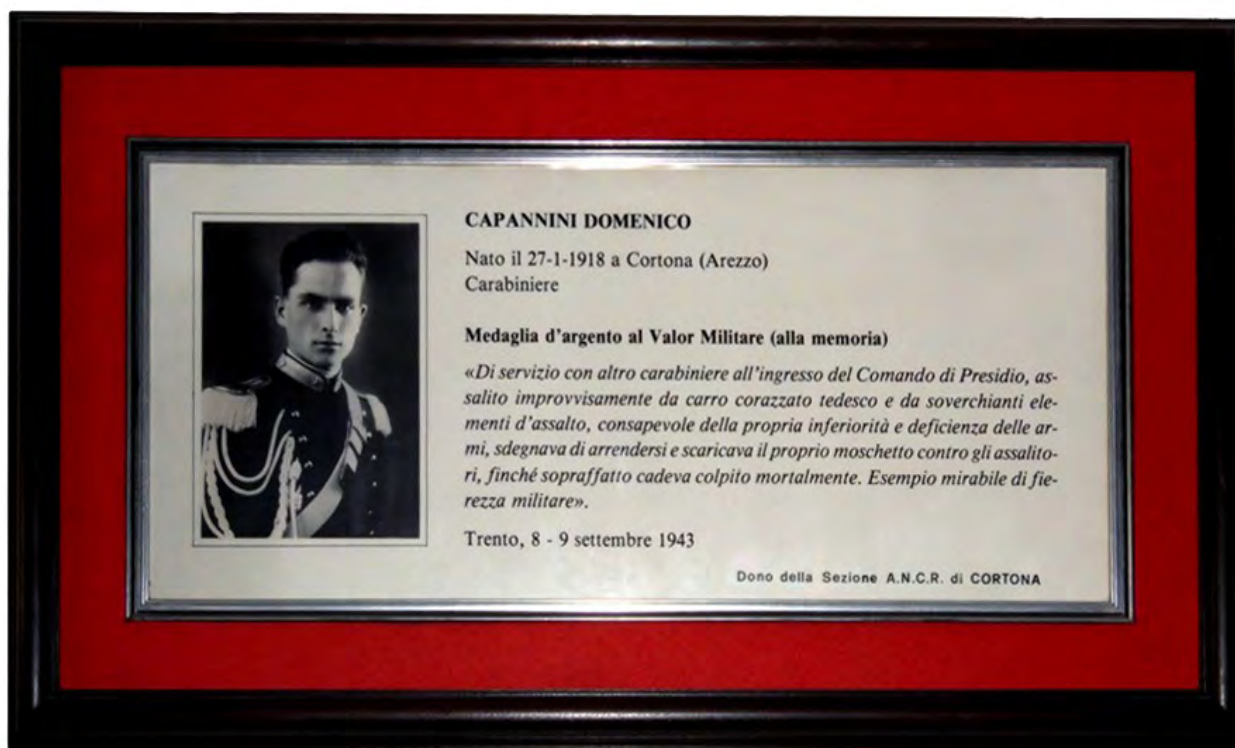 CAPANNINI DOMENICO
Nato il 27-1-1918 a Cortona (Arezzo)
Carabiniere
Medaglia d'argento al Valor Militare (alla memoria)
«Di servizio con altro carabiniere all'ingresso del Comando di Presidio, as-
salito improvvisamente da carro corazzato tedesco e da soverchianti ele-
menti d'assalto, consapevole della propria inferiorità e deficienza delle ar-
mi, sdegnava di arrendersi e scaricava il proprio moschetto contro gli assalito-
ri, finché sopraffatto cadeva colpito mortalmente. Esempio mirabile di fie-
rezza militare».
Trento, 8 - 9 settembre 1943
Dono della Sezione A.N.C.R. di CORTONA